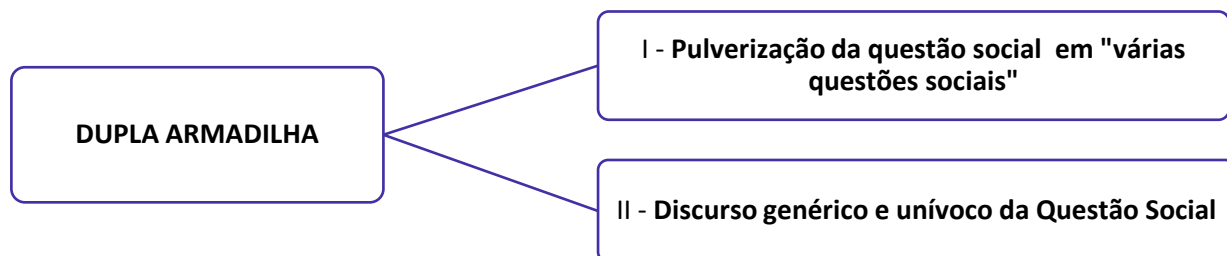 I - Pulverização da questão social em "várias
questões sociais"
DUPLA ARMADILHA
II - Discurso genérico e unívoco da Questão Social